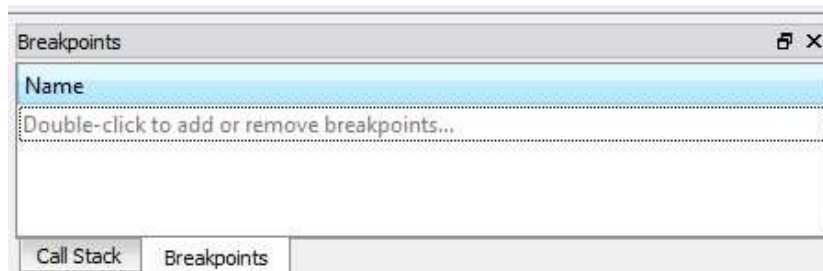 Breakpoints
Name
Double-click to add or remove breakpoints...
Call Stack Breakpoints